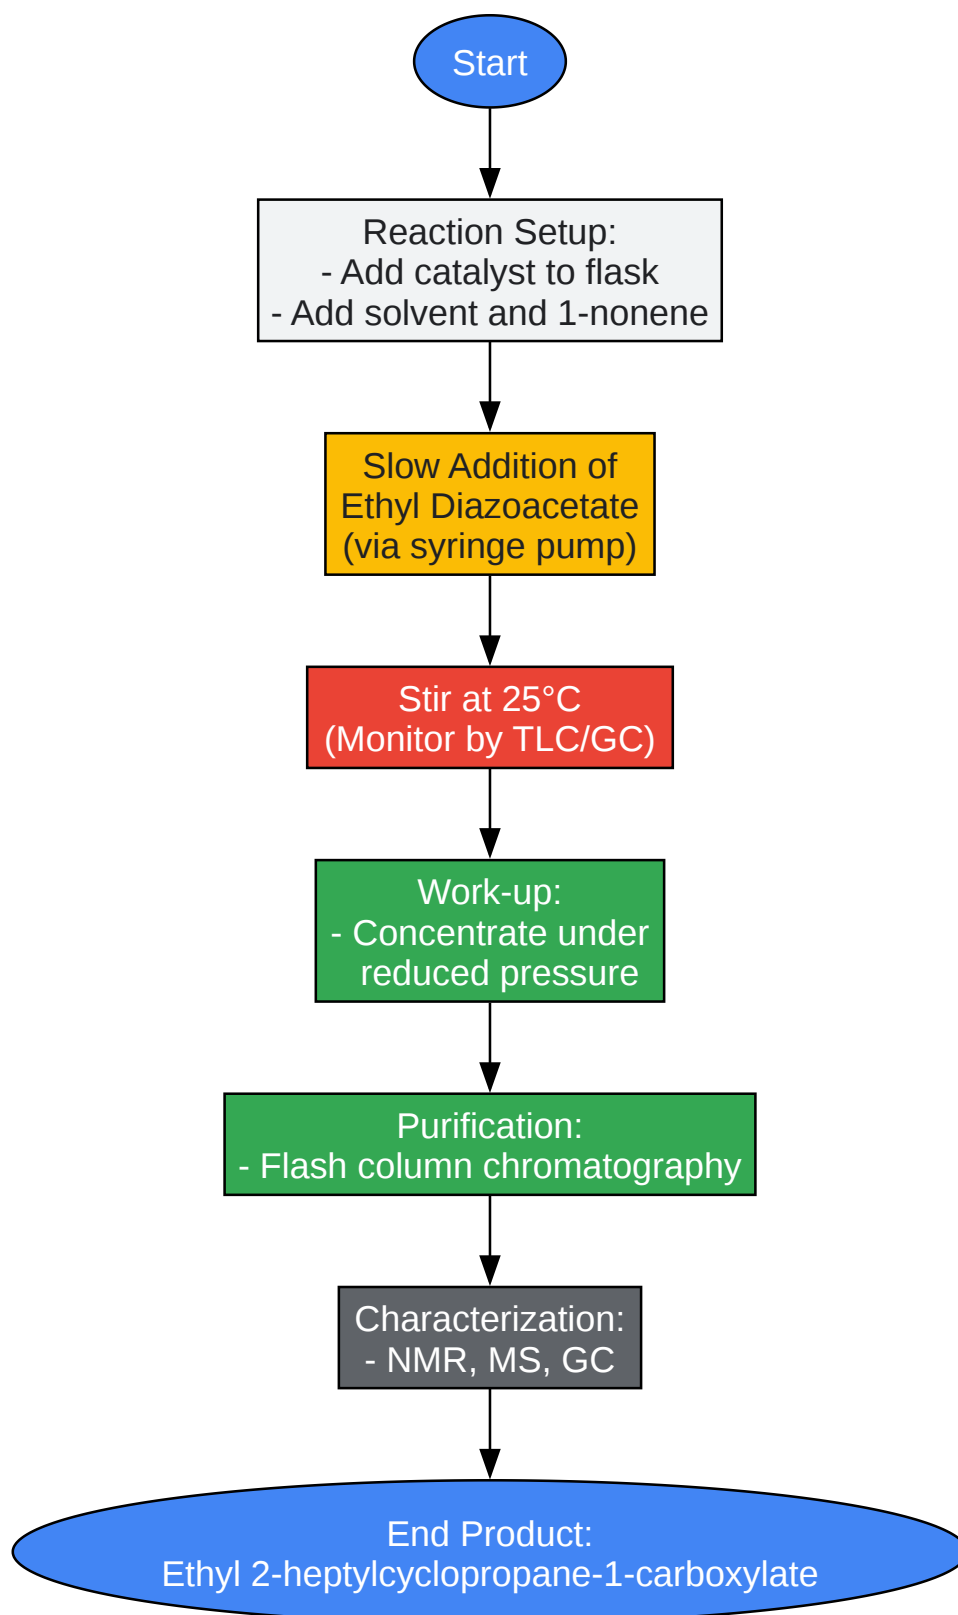 Start
Reaction Setup:
- Add catalyst to flask
- Add solvent and 1-nonene
Slow Addition of
Ethyl Diazoacetate
(via syringe pump)
Stir at 25°C
(Monitor by TLC/GC)
Work-up:
- Concentrate under
reduced pressure
Purification:
- Flash column chromatography
Characterization:
- NMR, MS, GC
End Product:
Ethyl 2-heptylcyclopropane-1-carboxylate